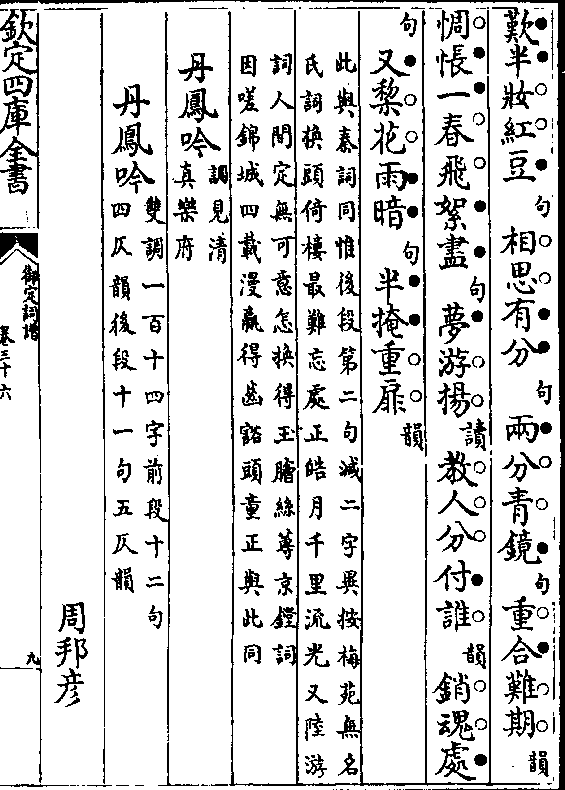 歎半妝紅豆句相思有分句兩分青鏡句重合難期韻
惆悵一春飛絮盡句夢游揚讀教人分付誰韻銷魂處
句又梨花雨暗句半掩重扉韻
此與秦詞同惟後段第二句減二字異按梅苑無名
氏詞換頭倚樓最難忘處正皓月千里流光又陸游
詞人間定無可意怎換得玉膾絲蓴京鏜詞
因嗟錦城四載漫贏得齒豁頭童正與此同
丹鳳吟調見清真樂府
丹鳳吟雙調一百十四字前段十二句四仄韻後段十一句五仄韻
周邦彥
欽定四庫全書
御定詞譜
卷三十六
九